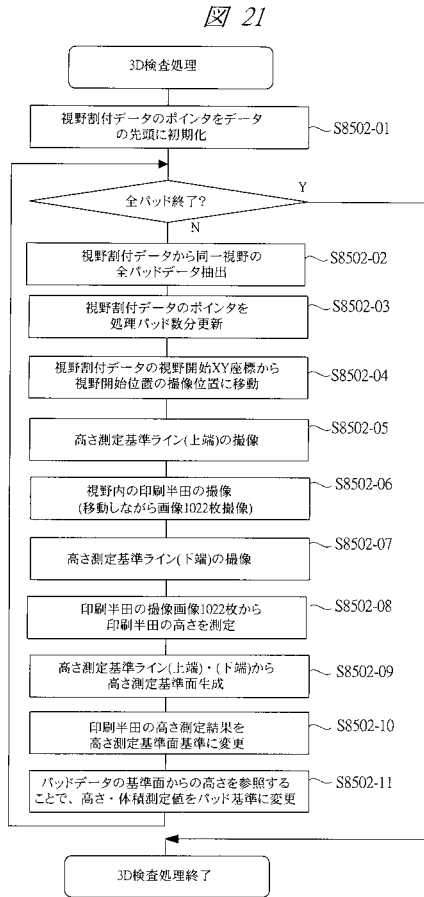 図 21
3D検査処理
視野割付データのポインタをデータ
の先頭に初期化
S8502-01
全パッド終了?
Y
N
視野割付データから同一視野の
全パッドデータ抽出
S8502-02
視野割付データのポインタを
処理パッド数分更新
S8502-03
視野割付データの視野開始XY座標から
視野開始位置の撮像位置に移動
S8502-04
高さ測定基準ライン(上端)の撮像
S8502-05
視野内の印刷半田の撮像
(移動しながら画像1022枚撮像)
S8502-06
高さ測定基準ライン(下端)の撮像
S8502-07
印刷半田の撮像画像1022枚から
印刷半田の高さを測定
S8502-08
高さ測定基準ライン(上端)・(下端)から
高さ測定基準面生成
S8502-09
印刷半田の高さ測定結果を
高さ測定基準面基準に変更
S8502-10
パッドデータの基準面からの高さを参照する
ことで、高さ・体積測定値をパッド基準に変更
S8502-11
3D検査処理終了